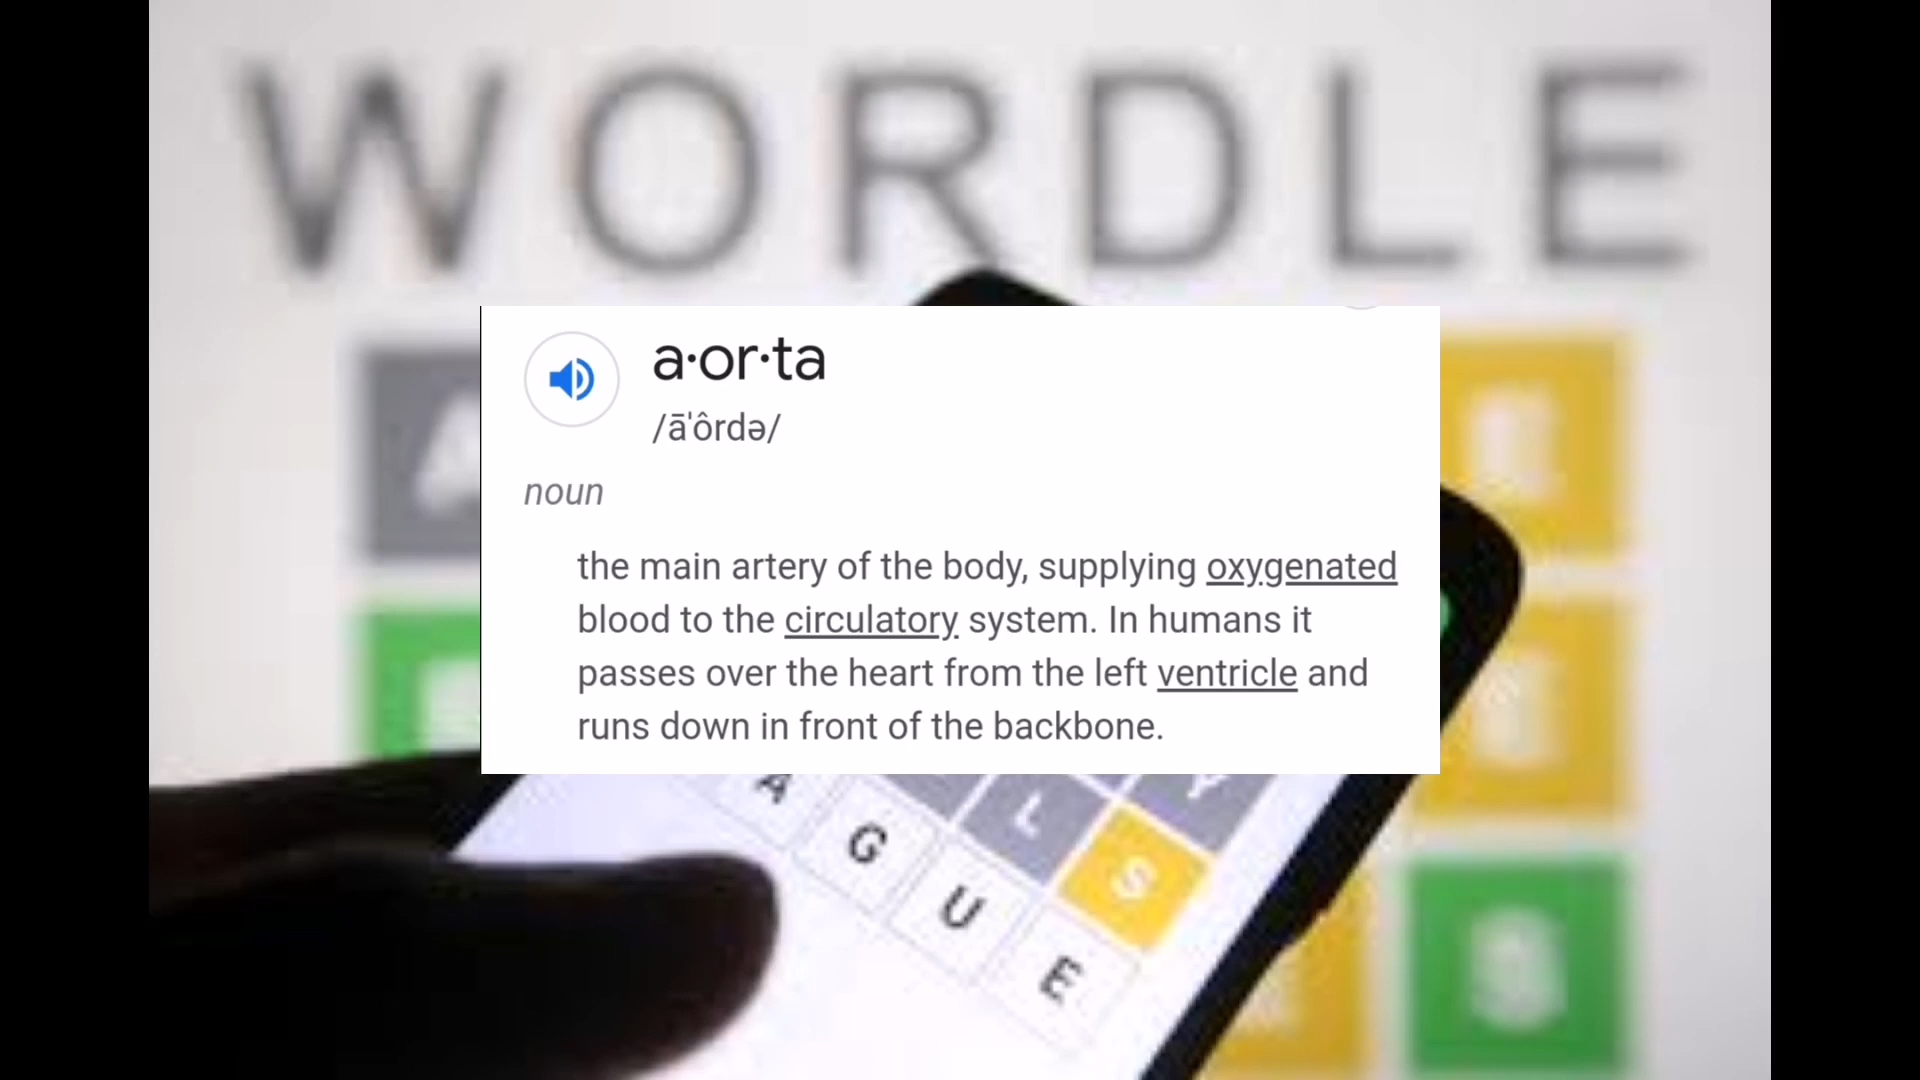 WORDLE
a·or·ta
/āˈôrdə/
noun
the main artery of the body, supplying oxygenated
blood to the circulatory system. In humans it
passes over the heart from the left ventricle and
runs down in front of the backbone.
A
E
E
Y
L
S
A G U E
S